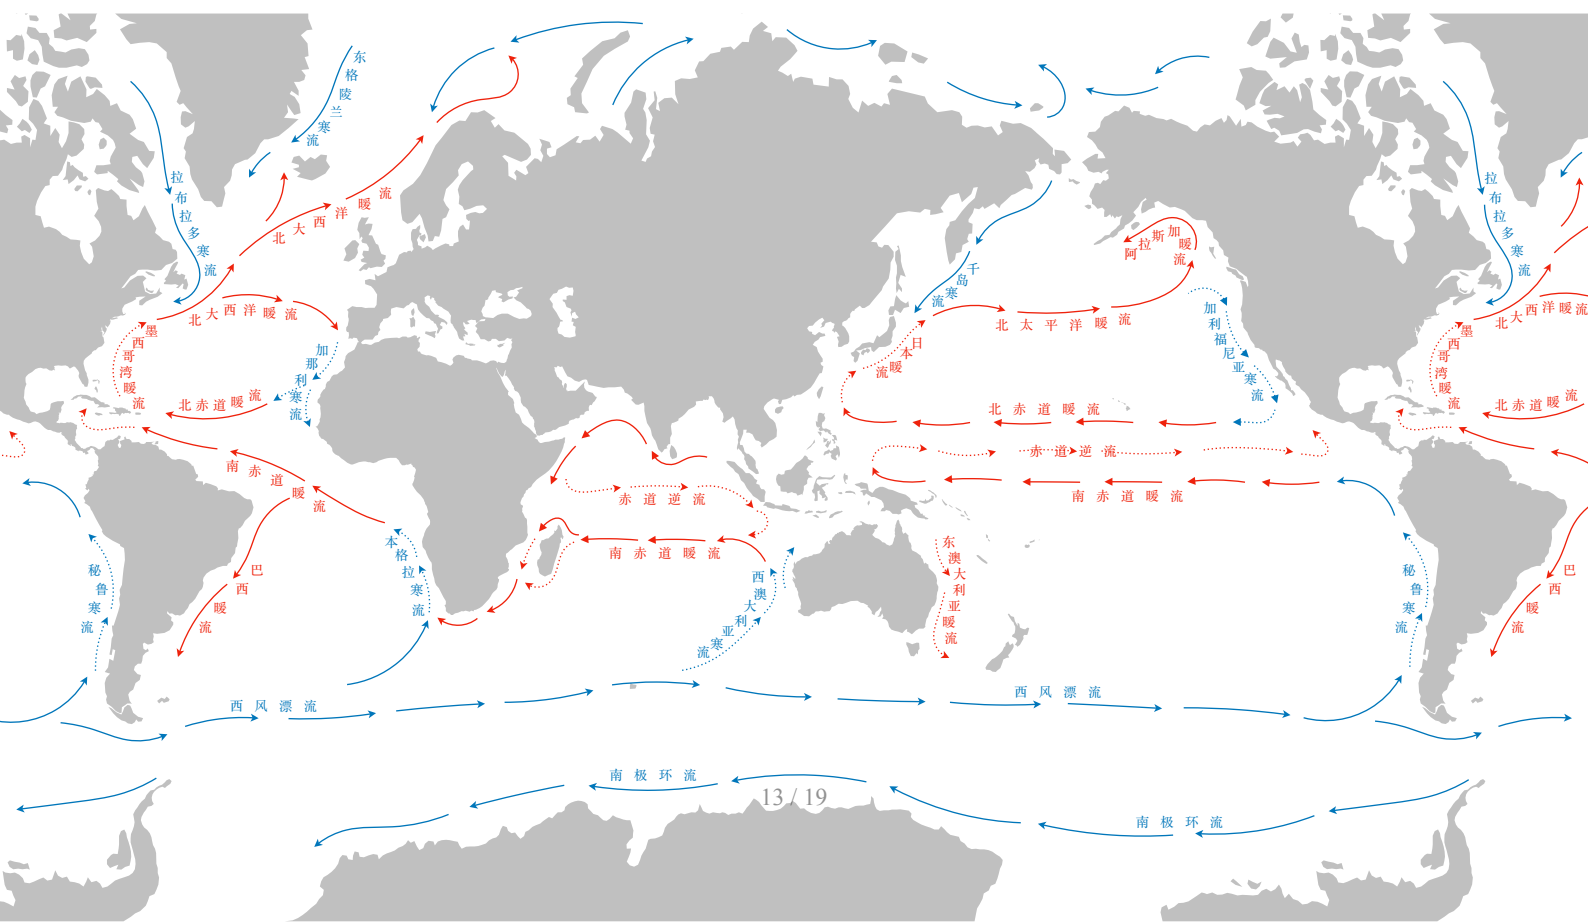 东格陵兰寒流
拉布拉多寒流
北大西洋暖流
北大西洋暖流
墨西哥湾暖流
加那利寒流
北赤道暖流
南赤道暖流
巴西暖流
本格拉寒流
秘鲁寒流
西风漂流
赤道逆流
南赤道暖流
西澳大利亚寒流
东澳大利亚暖流
千岛寒流
日本暖流
北太平洋暖流
阿拉斯加暖流
加利福尼亚寒流
北赤道暖流
赤道逆流
南赤道暖流
西风漂流
拉布拉多寒流
北大西洋暖流
墨西哥湾暖流
北赤道暖流
秘鲁寒流
巴西暖流
南极环流
南极环流
13 / 19